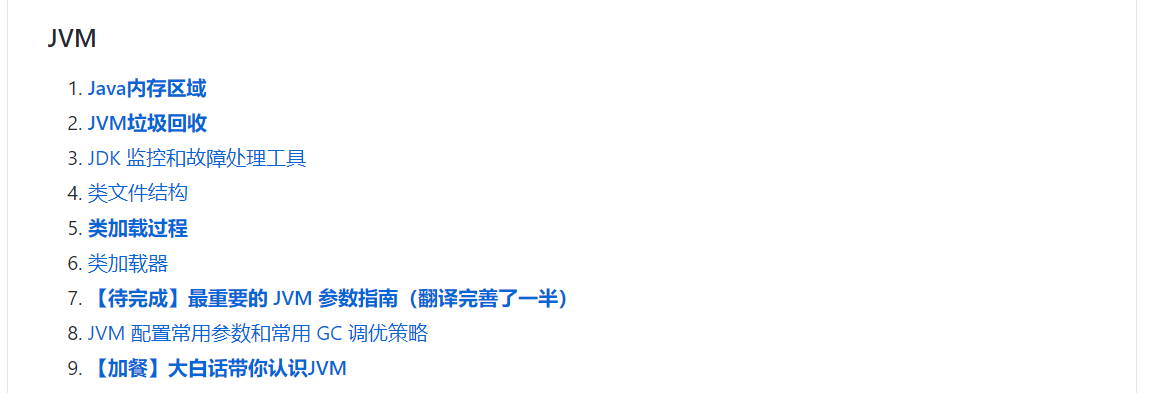 JVM
1. Java内存区域
2. JVM垃圾回收
3. JDK 监控和故障处理工具
4. 类文件结构
5. 类加载过程
6. 类加载器
7. 【待完成】最重要的 JVM 参数指南（翻译完善了一半）
8. JVM 配置常用参数和常用 GC 调优策略
9. 【加餐】大白话带你认识JVM